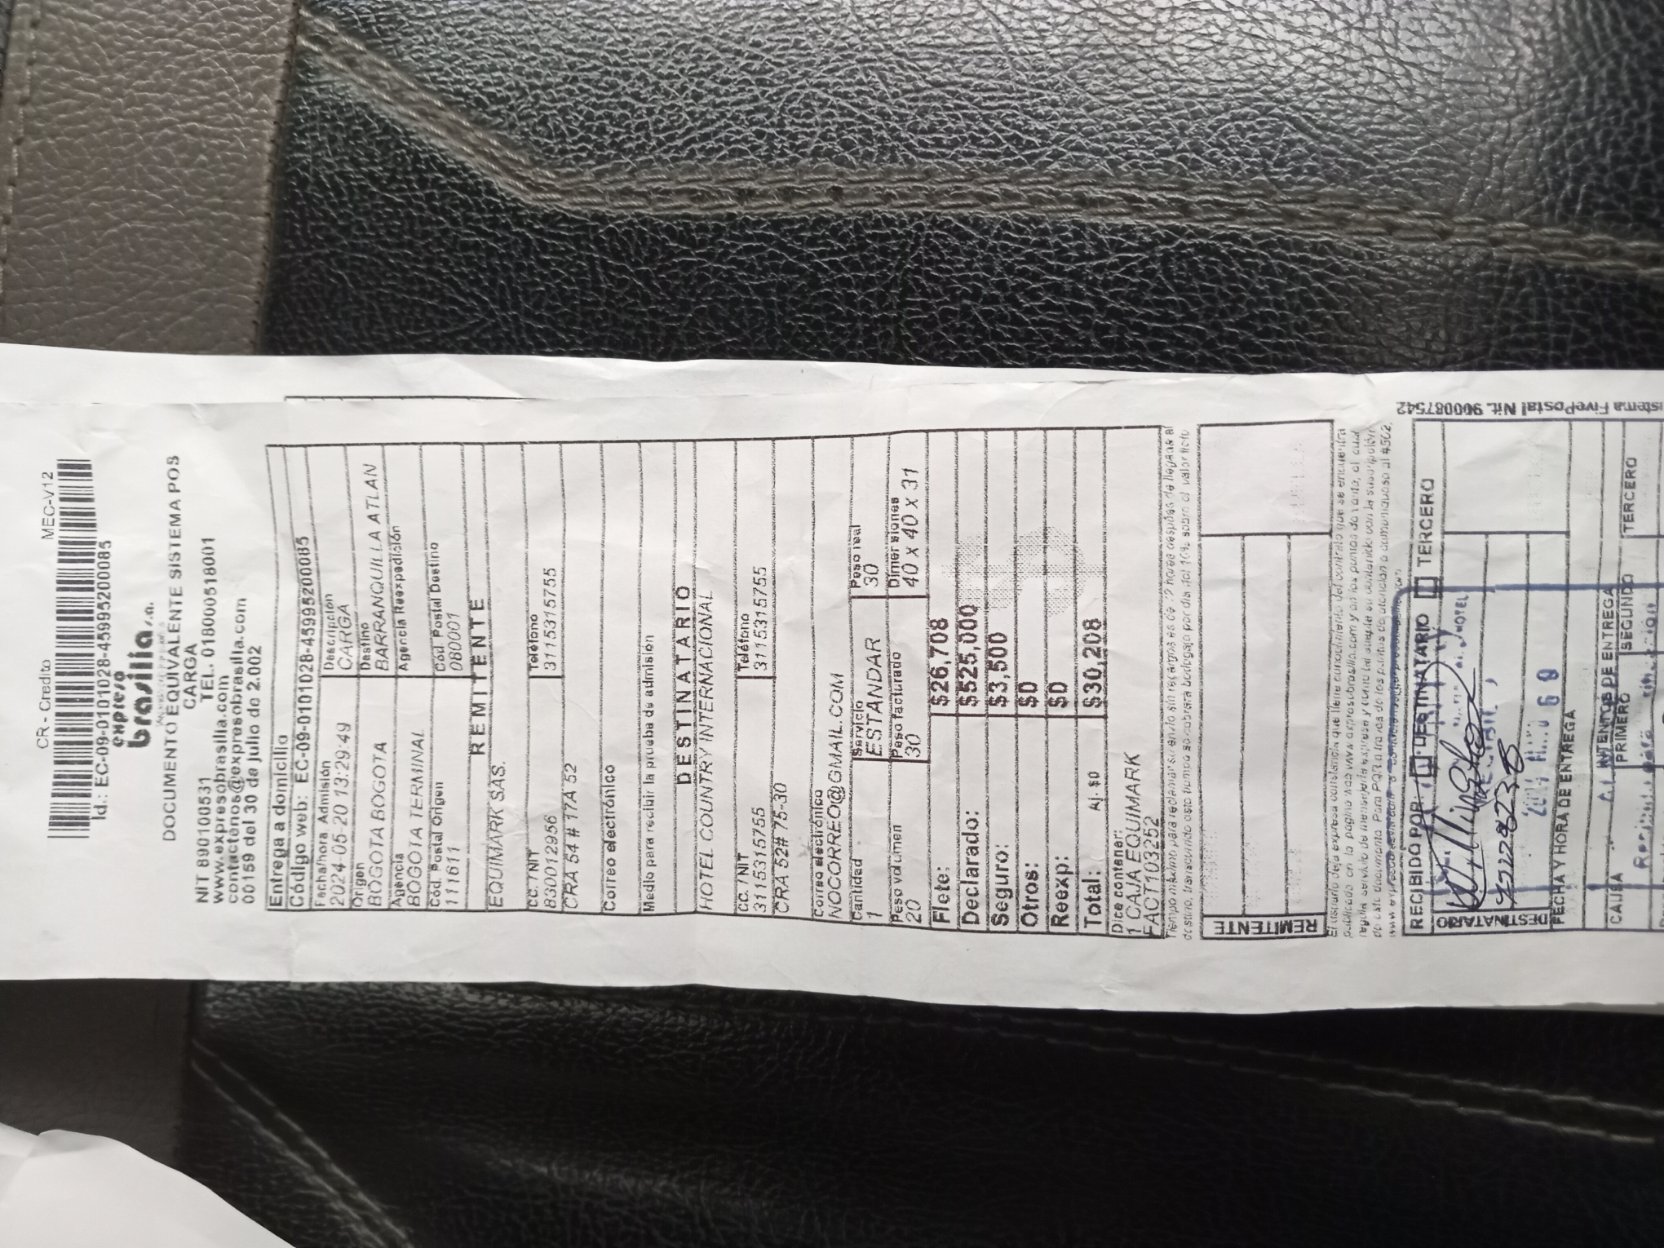 CR - Credito MEC-V12
Id.: EC-09-0101028-459952000085
expreso
brasilia s.a.
DOCUMENTO EQUIVALENTE SISTEMA POS
CARGA
NIT 890100531 TEL. 018000518001
www.expresobrasilia.com
contactenos@expresobrasilia.com
00159 del 30 de julio de 2.002
Entrega a domicilio
Código web: EC-09-0101028-459952000085
Fecha/hora Admisión Descripción
2024-05-20 13:29:49 CARGA
Origen Destino
BOGOTA BOGOTA BARRANQUILLA ATLAN
Agencia Agencia Reexpedición
BOGOTA TERMINAL
Cód. Postal Origen Cód Postal Destino
111611 080001
REMITENTE
EQUIMARK SAS.
CC. / NIT Teléfono
830012956 3115315755
CRA 54 # 17A 52
Correo electrónico
Medio para recibir la prueba de admisión
DESTINATARIO
HOTEL COUNTRY INTERNACIONAL
CC. / NIT Teléfono
3115315755 3115315755
CRA 52# 75-30
Correo electrónico
NOCORREO@GMAIL.COM
Cantidad Servicio Peso real
1 ESTANDAR 30
Peso volumen Peso facturado Dimensiones
20 30 40 x 40 x 31
Flete: $26,708
Declarado: $525,000
Seguro: $3,500
Otros: $0
Reexp: $0
Total: Aj. $0 $30,208
Dice contener:
1 CAJA EQUIMARK
FACT103252
REMITENTE
RECIBIDO POR: DESTINATARIO TERCERO
DESTINATARIO
FECHA Y HORA DE ENTREGA
CAUSA INTENTOS DE ENTREGA
PRIMERO SEGUNDO TERCERO
istema FivePostal Nit. 900087542